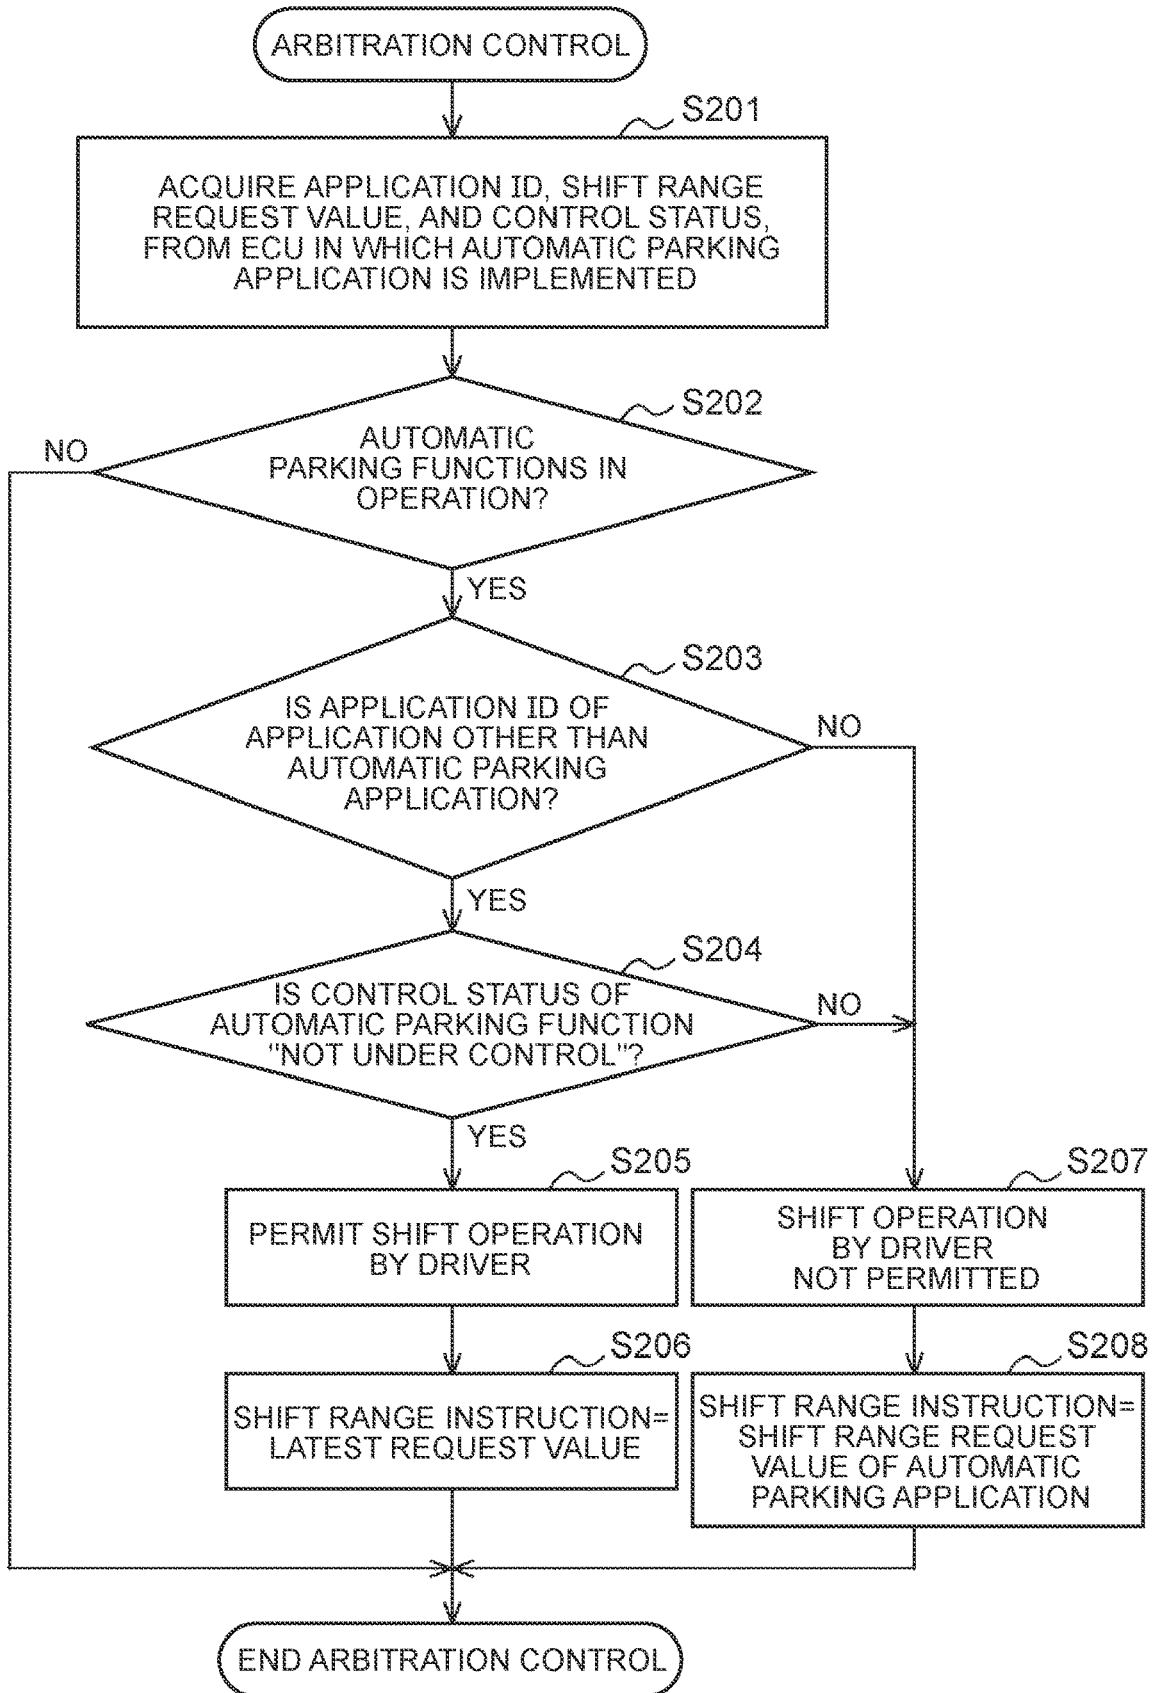 ARBITRATION CONTROL
S201
ACQUIRE APPLICATION ID, SHIFT RANGE
REQUEST VALUE, AND CONTROL STATUS,
FROM ECU IN WHICH AUTOMATIC PARKING
APPLICATION IS IMPLEMENTED
S202
AUTOMATIC
PARKING FUNCTIONS IN
OPERATION?
NO
YES
S203
IS APPLICATION ID OF
APPLICATION OTHER THAN
AUTOMATIC PARKING
APPLICATION?
NO
YES
S204
IS CONTROL STATUS OF
AUTOMATIC PARKING FUNCTION
"NOT UNDER CONTROL"?
NO
YES
S205
PERMIT SHIFT OPERATION
BY DRIVER
S207
SHIFT OPERATION
BY DRIVER
NOT PERMITTED
S206
SHIFT RANGE INSTRUCTION=
LATEST REQUEST VALUE
S208
SHIFT RANGE INSTRUCTION=
SHIFT RANGE REQUEST
VALUE OF AUTOMATIC
PARKING APPLICATION
END ARBITRATION CONTROL